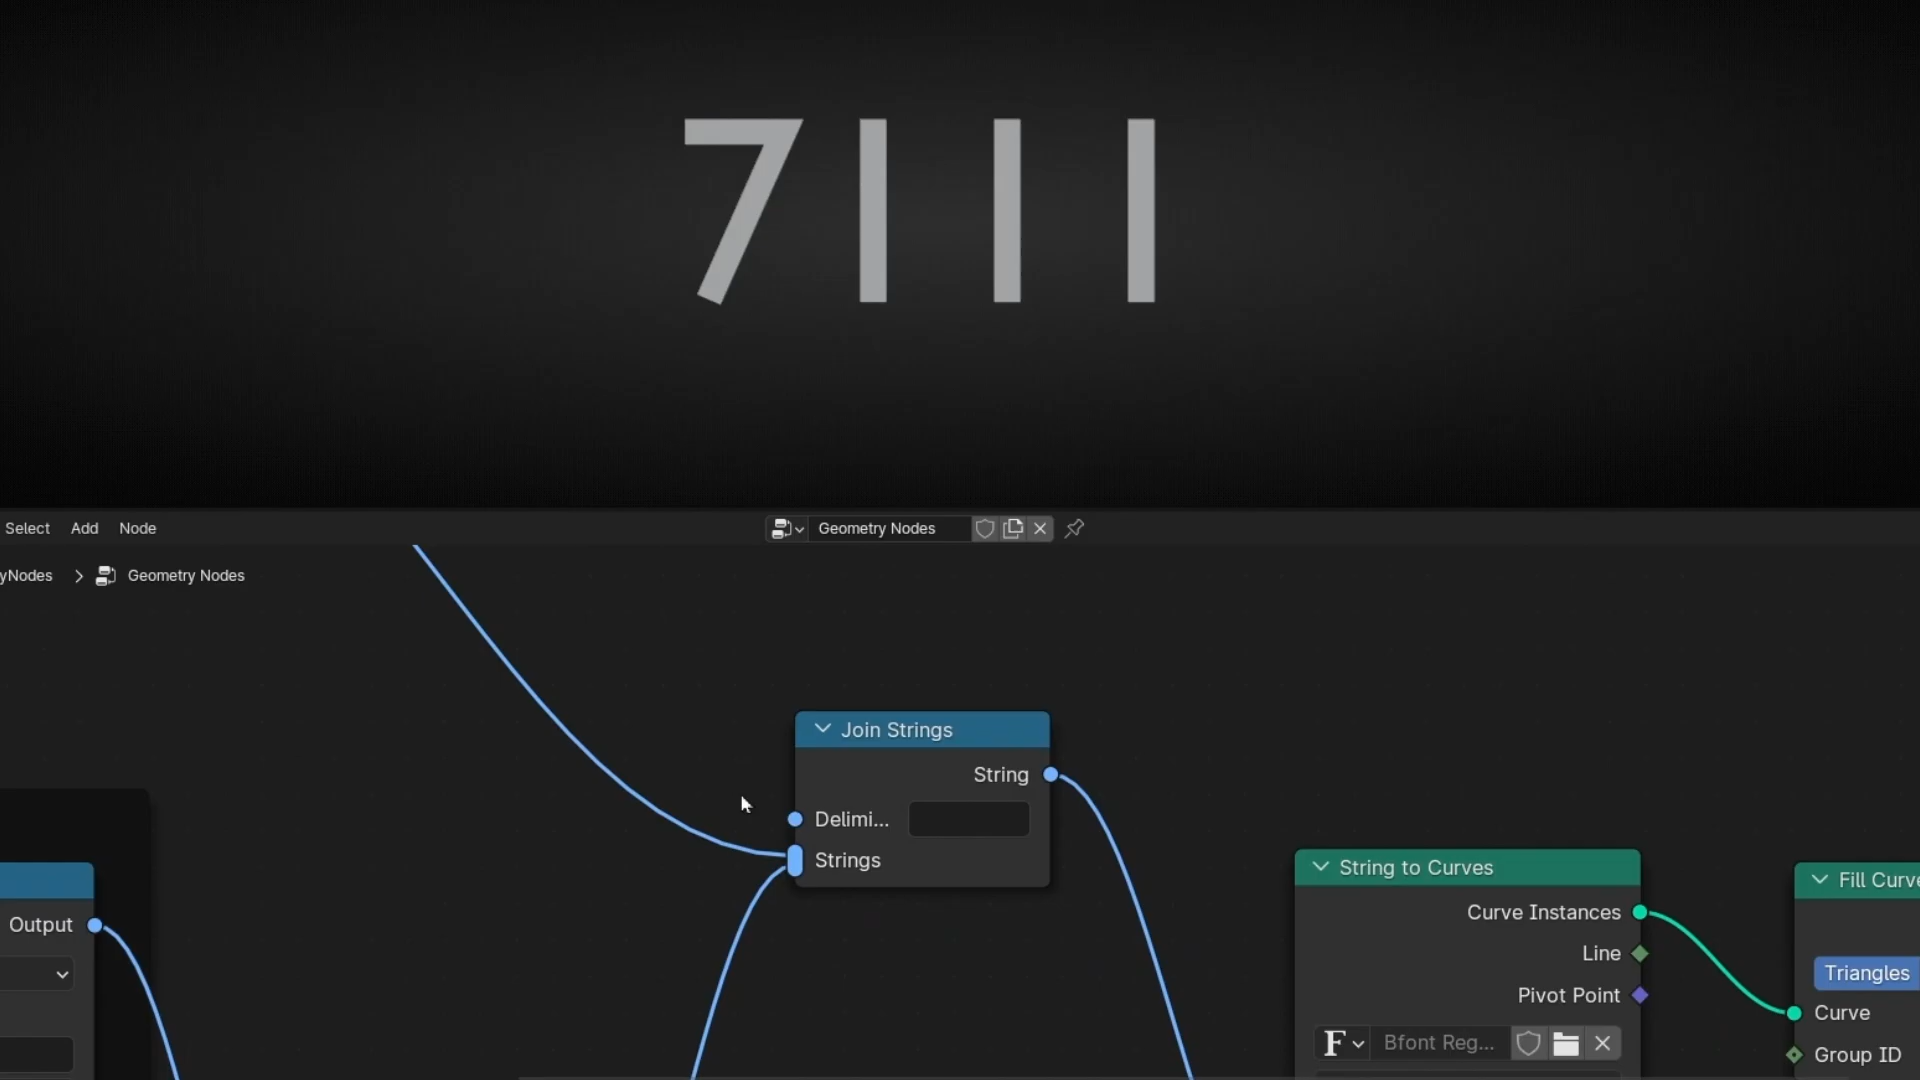 7111
Select Add Node
Geometry Nodes
yNodes > Geometry Nodes
Join Strings
String
Delimi...
Strings
Output
String to Curves
Curve Instances
Line
Pivot Point
F Bfont Reg...
Fill Curve
Triangles
Curve
Group ID